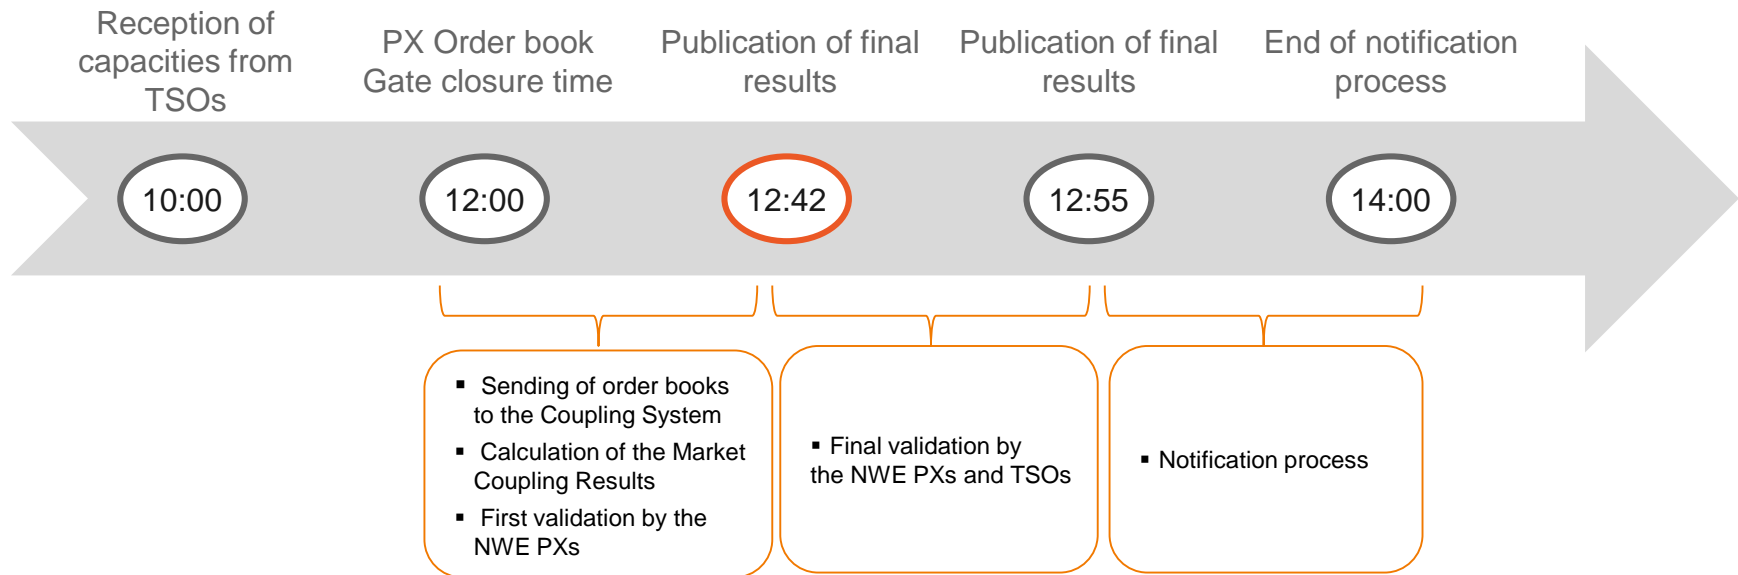 Reception of
capacities from
TSOs
PX Order book
Gate closure time
Publication of final
results
Publication of final
results
End of notification
process
10:00
12:00
12:42
12:55
14:00
▪ Sending of order books
to the Coupling System
▪ Calculation of the Market
Coupling Results
▪ First validation by the
NWE PXs
▪ Final validation by
the NWE PXs and TSOs
▪ Notification process